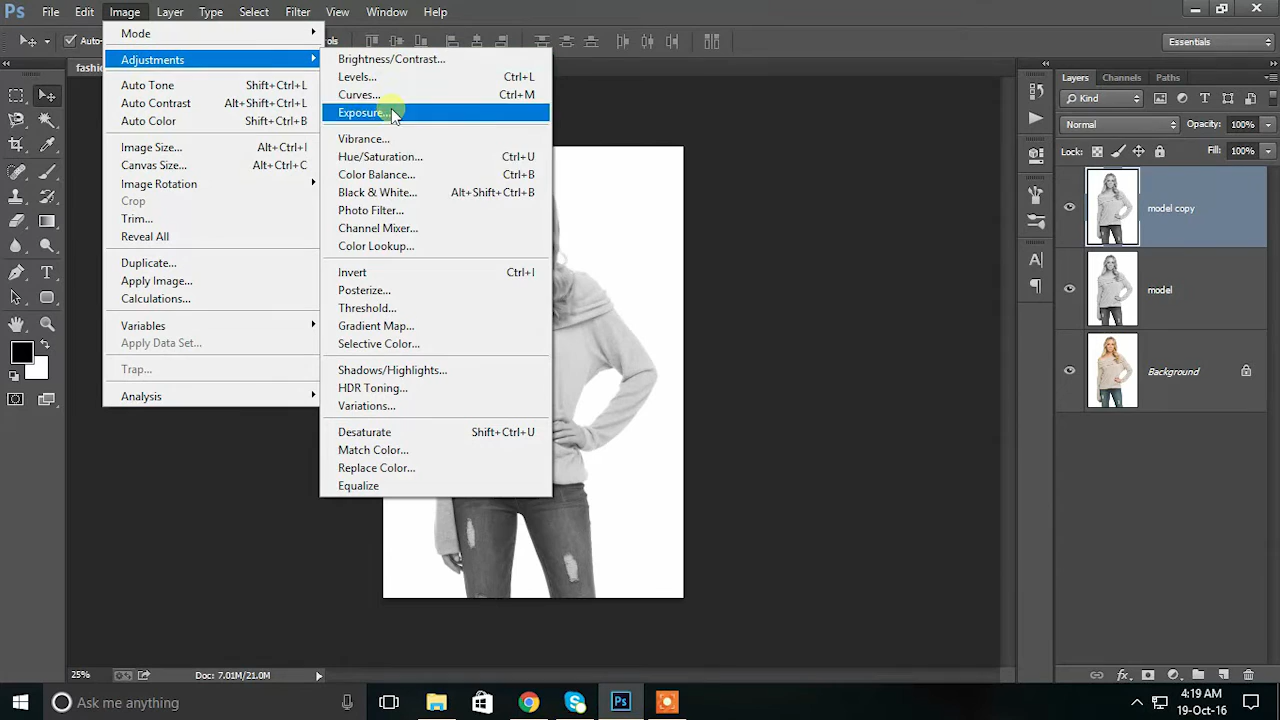 Ps File Edit Image Layer Type Select Filter View Window Help
Auto-
Essentials
fashio
Mode
Adjustments
Auto Tone Shift+Ctrl+L
Auto Contrast Alt+Shift+Ctrl+L
Auto Color Shift+Ctrl+B
Image Size... Alt+Ctrl+I
Canvas Size... Alt+Ctrl+C
Image Rotation
Crop
Trim...
Reveal All
Duplicate...
Apply Image...
Calculations...
Variables
Apply Data Set...
Trap...
Analysis
Brightness/Contrast...
Levels... Ctrl+L
Curves... Ctrl+M
Exposure...
Vibrance...
Hue/Saturation... Ctrl+U
Color Balance... Ctrl+B
Black & White... Alt+Shift+Ctrl+B
Photo Filter...
Channel Mixer...
Color Lookup...
Invert Ctrl+I
Posterize...
Threshold...
Gradient Map...
Selective Color...
Shadows/Highlights...
HDR Toning...
Variations...
Desaturate Shift+Ctrl+U
Match Color...
Replace Color...
Equalize
Layers Channels Paths
Kind
Normal Opacity: 100%
Lock: Fill: 100%
model copy
model
Background
25% Doc: 7.01M/21.0M
Ask me anything
4:19 AM
19-Oct-16